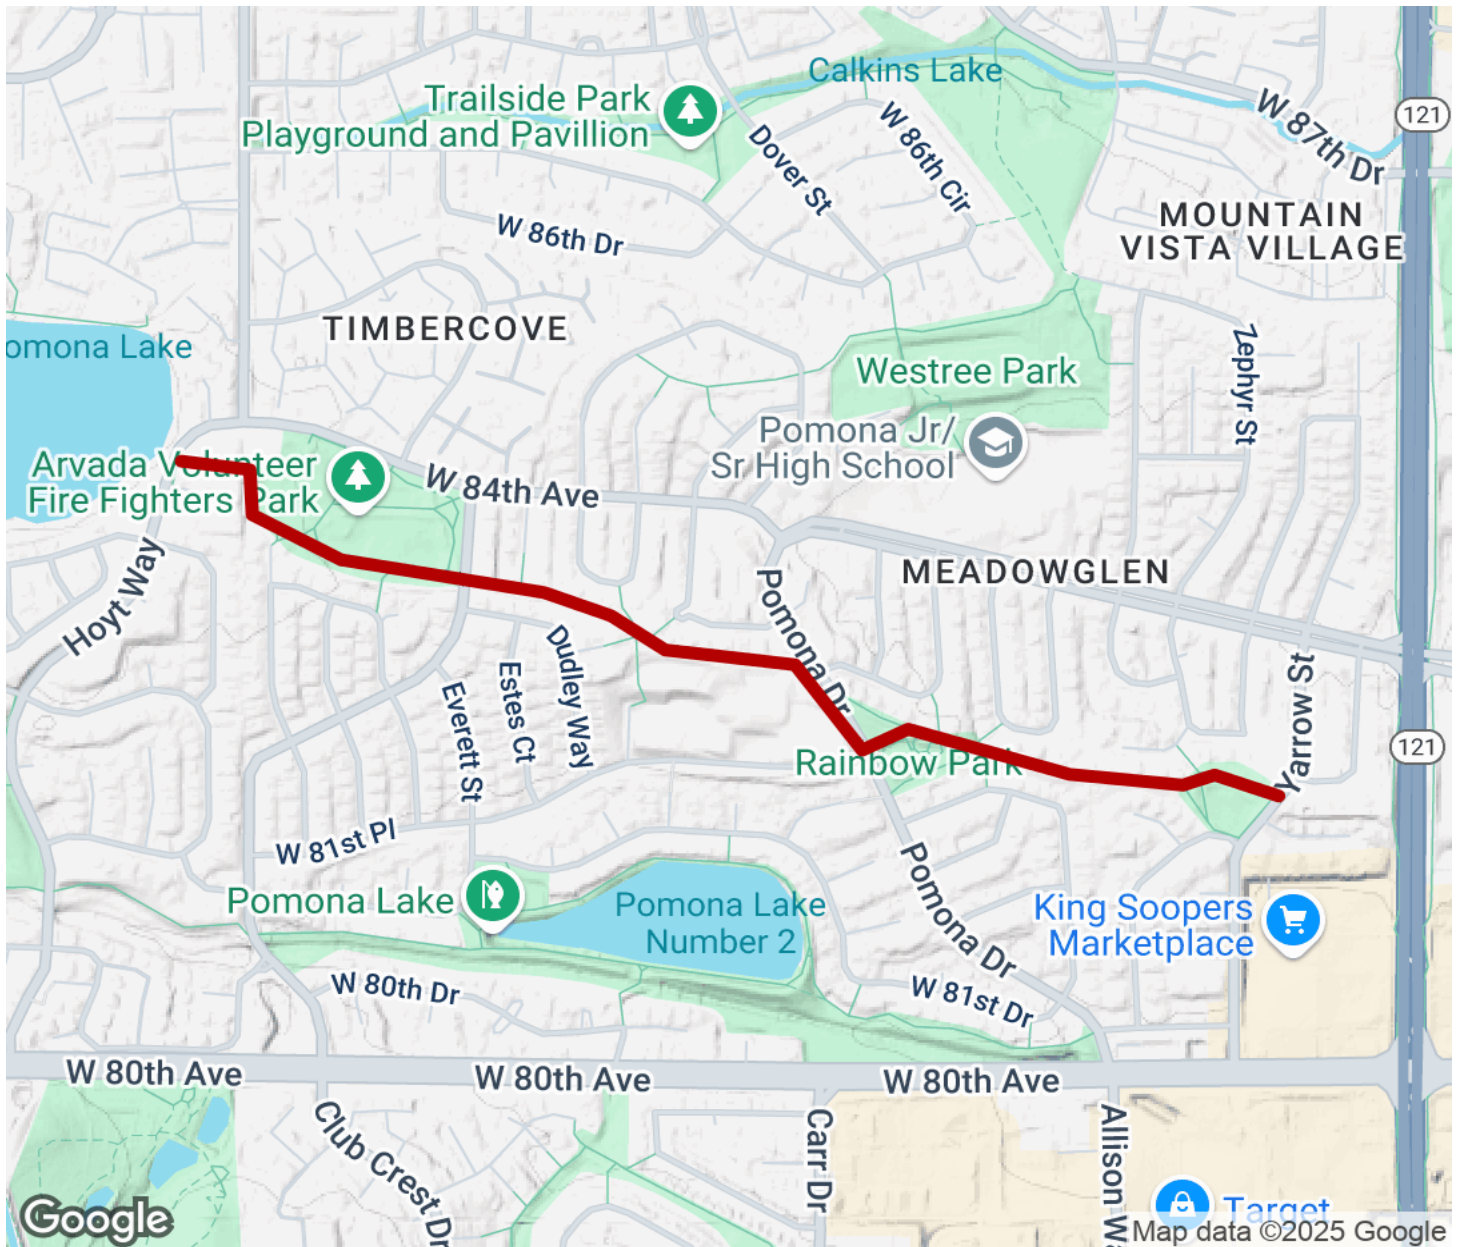 Calkins Lake
Trailside Park
Playground and Pavillion
W 87th Dr
121
Dover St
W 86th Cir
W 86th Dr
MOUNTAIN
VISTA VILLAGE
TIMBERCOVE
omona Lake
Zephyr St
Westree Park
Pomona Jr/
Sr High School
Arvada Volunteer
Fire Fighters Park
W 84th Ave
MEADOWGLEN
Hoyt Way
Pomona Dr
Dudley Way
Estes Ct
Everett St
Yarrow St
121
Rainbow Park
W 81st Pl
Pomona Lake
Pomona Lake
Number 2
Pomona Dr
King Soopers
Marketplace
W 80th Dr
W 81st Dr
W 80th Ave
W 80th Ave
W 80th Ave
Club Crest Dr
Carr Dr
Allison Wa
Target
Google
Map data ©2025 Google